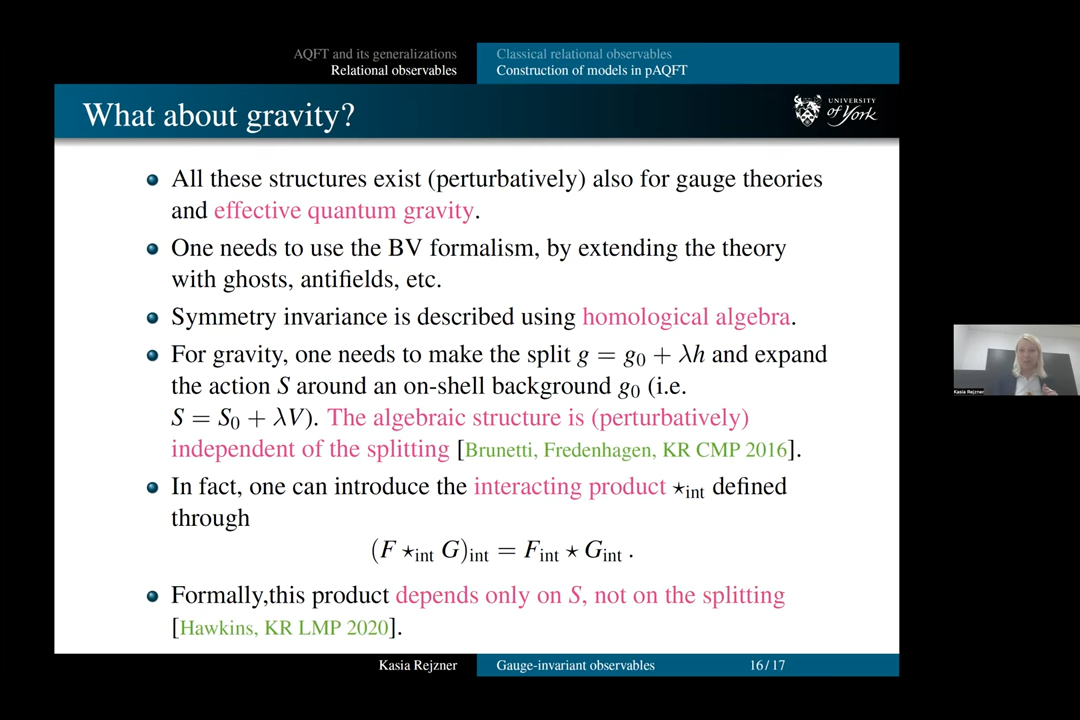 AQFT and its generalizations
Relational observables
Classical relational observables
Construction of models in pAQFT
What about gravity?
UNIVERSITY
of York
All these structures exist (perturbatively) also for gauge theories
and effective quantum gravity.
One needs to use the BV formalism, by extending the theory
with ghosts, antifields, etc.
Symmetry invariance is described using homological algebra.
For gravity, one needs to make the split g = g₀ + λh and expand
the action S around an on-shell background g₀ (i.e.
S = S₀ + λV). The algebraic structure is (perturbatively)
independent of the splitting [Brunetti, Fredenhagen, KR CMP 2016].
In fact, one can introduce the interacting product ⋆int defined
through
(F ⋆int G)int = Fint ⋆ Gint .
Formally,this product depends only on S, not on the splitting
[Hawkins, KR LMP 2020].
Kasia Rejzner
Gauge-invariant observables
16 / 17
Kasia Rejzner